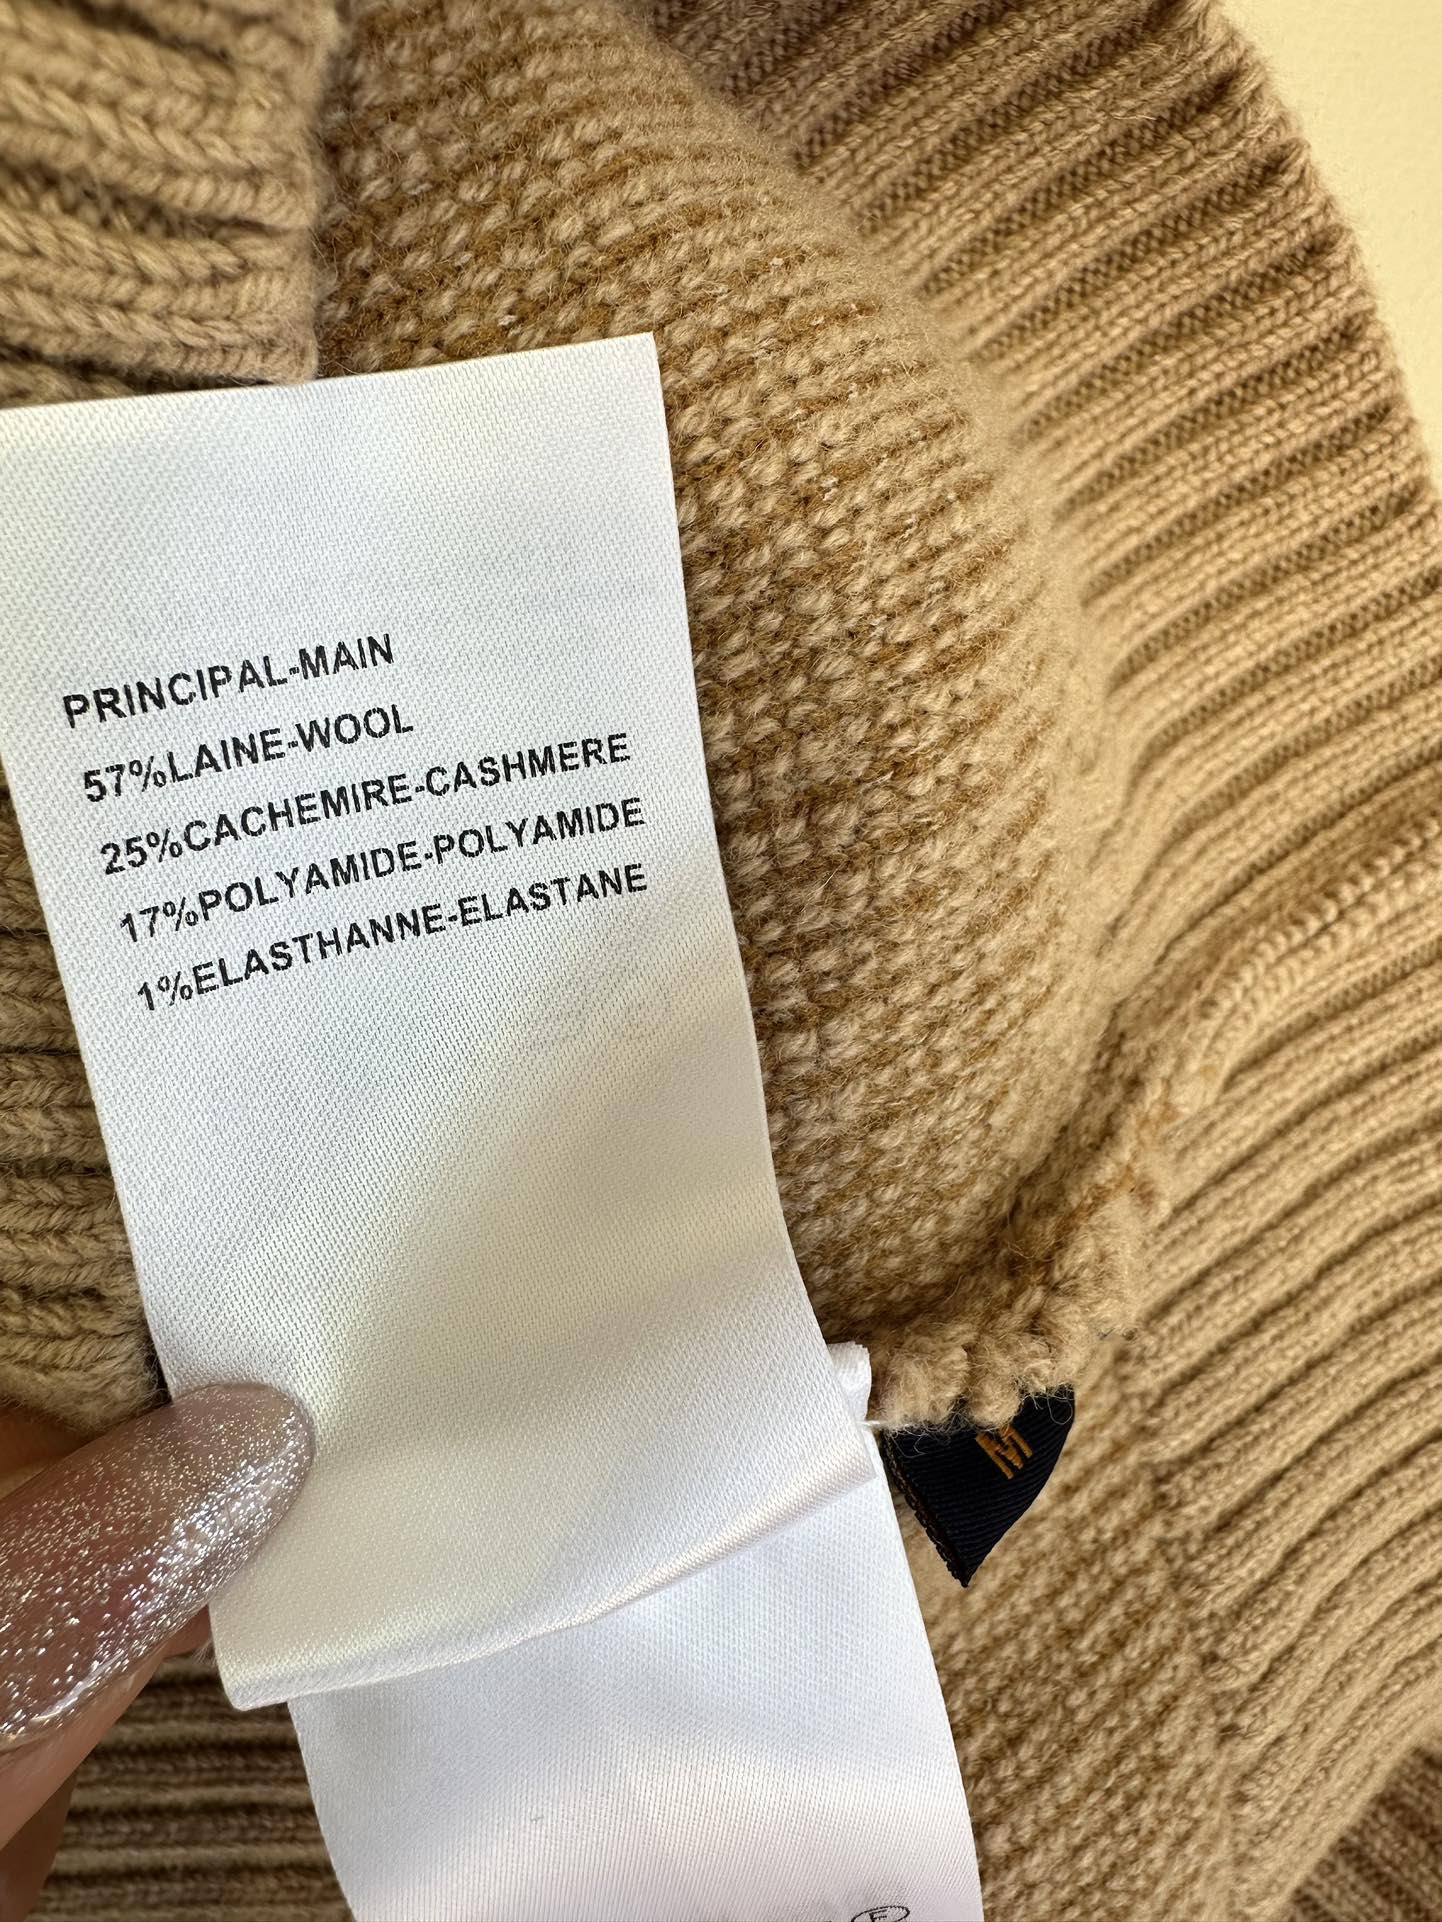 PRINCIPAL-MAIN
57%LAINE-WOOL
25%CACHEMIRE-CASHMERE
17%POLYAMIDE-POLYAMIDE
1%ELASTHANNE-ELASTANE
M